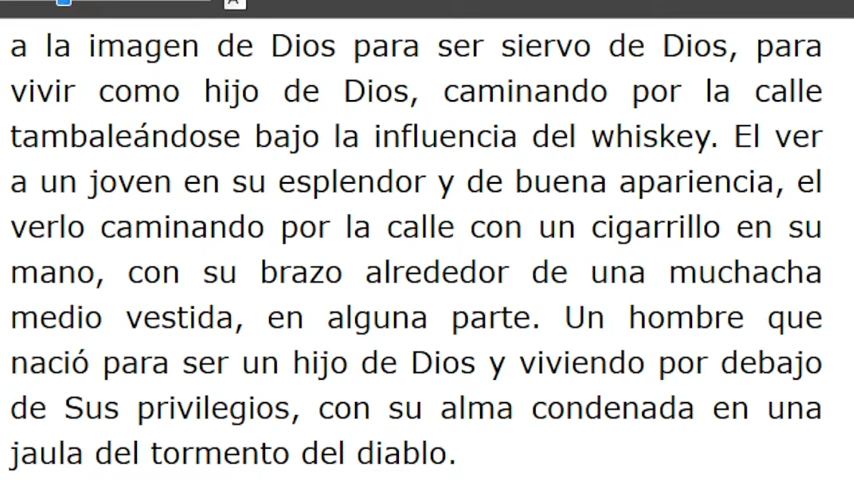 a la imagen de Dios para ser siervo de Dios, para
vivir como hijo de Dios, caminando por la calle
tambaleándose bajo la influencia del whiskey. El ver
a un joven en su esplendor y de buena apariencia, el
verlo caminando por la calle con un cigarrillo en su
mano, con su brazo alrededor de una muchacha
medio vestida, en alguna parte. Un hombre que
nació para ser un hijo de Dios y viviendo por debajo
de Sus privilegios, con su alma condenada en una
jaula del tormento del diablo.